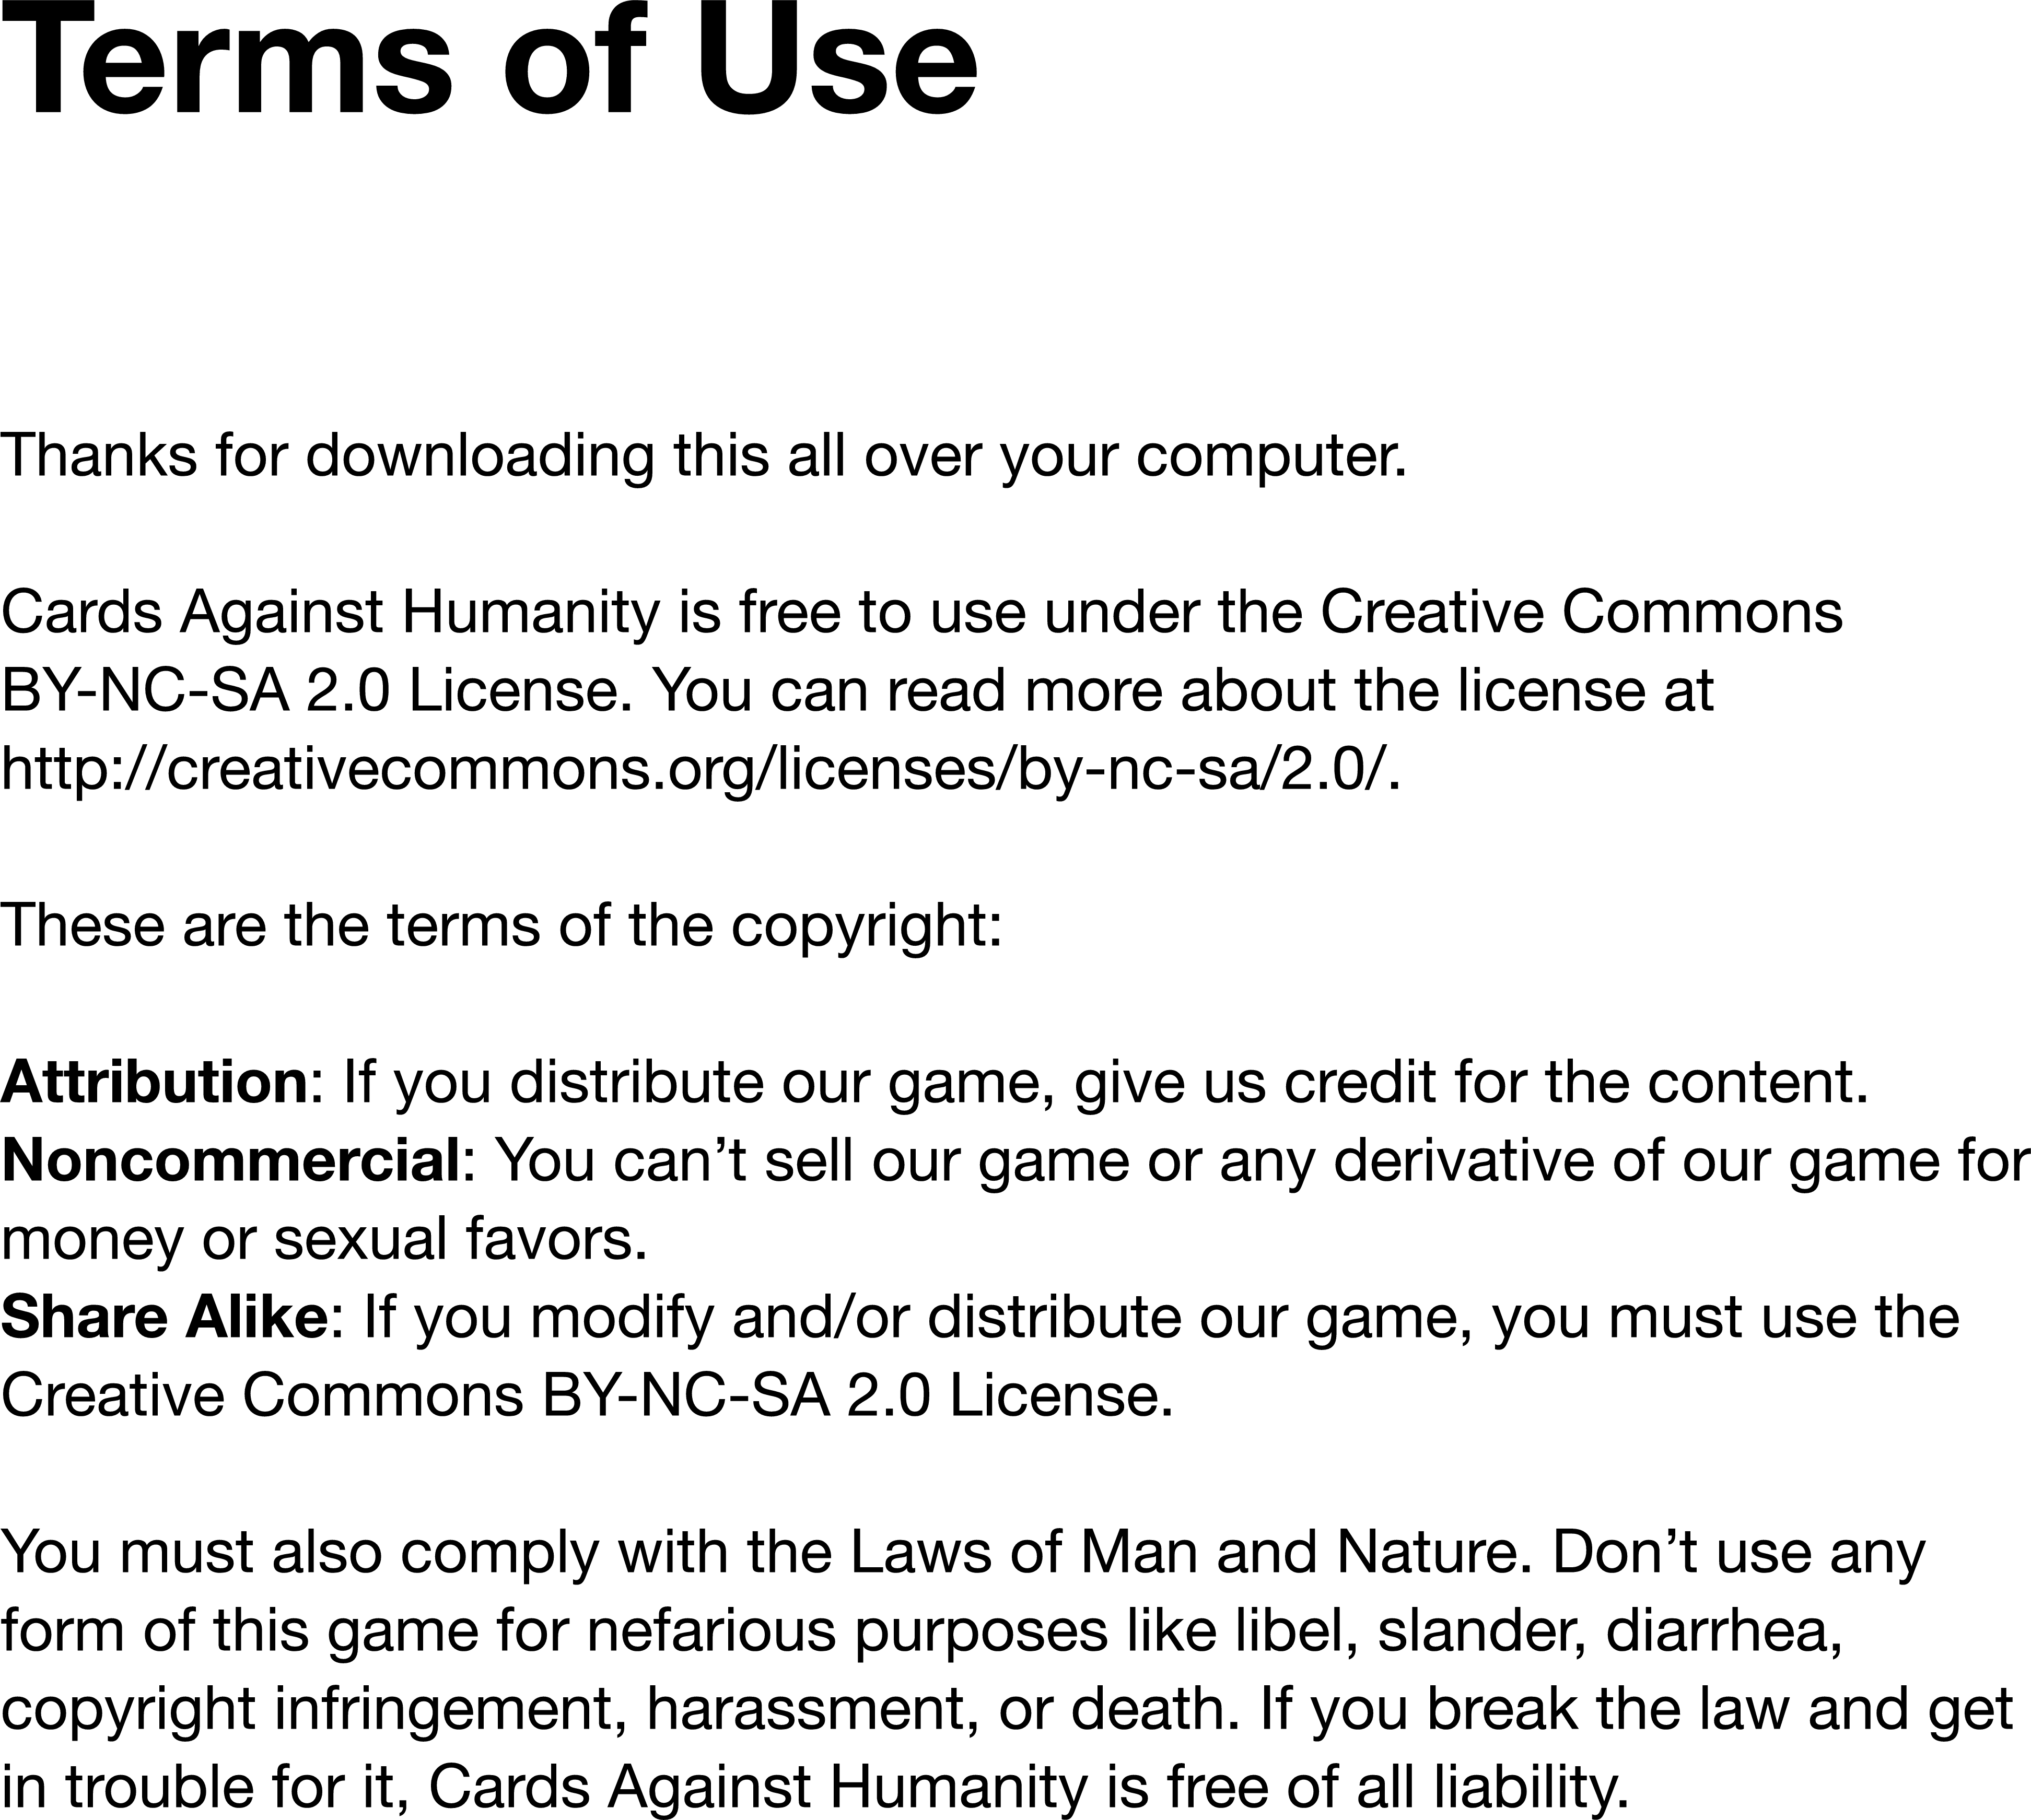 Terms of Use
Thanks for downloading this all over your computer.
Cards Against Humanity is free to use under the Creative Commons
BY-NC-SA 2.0 License. You can read more about the license at
http://creativecommons.org/licenses/by-nc-sa/2.0/.
These are the terms of the copyright:
Attribution: If you distribute our game, give us credit for the content.
Noncommercial: You can’t sell our game or any derivative of our game for
money or sexual favors.
Share Alike: If you modify and/or distribute our game, you must use the
Creative Commons BY-NC-SA 2.0 License.
You must also comply with the Laws of Man and Nature. Don’t use any
form of this game for nefarious purposes like libel, slander, diarrhea,
copyright infringement, harassment, or death. If you break the law and get
in trouble for it, Cards Against Humanity is free of all liability.